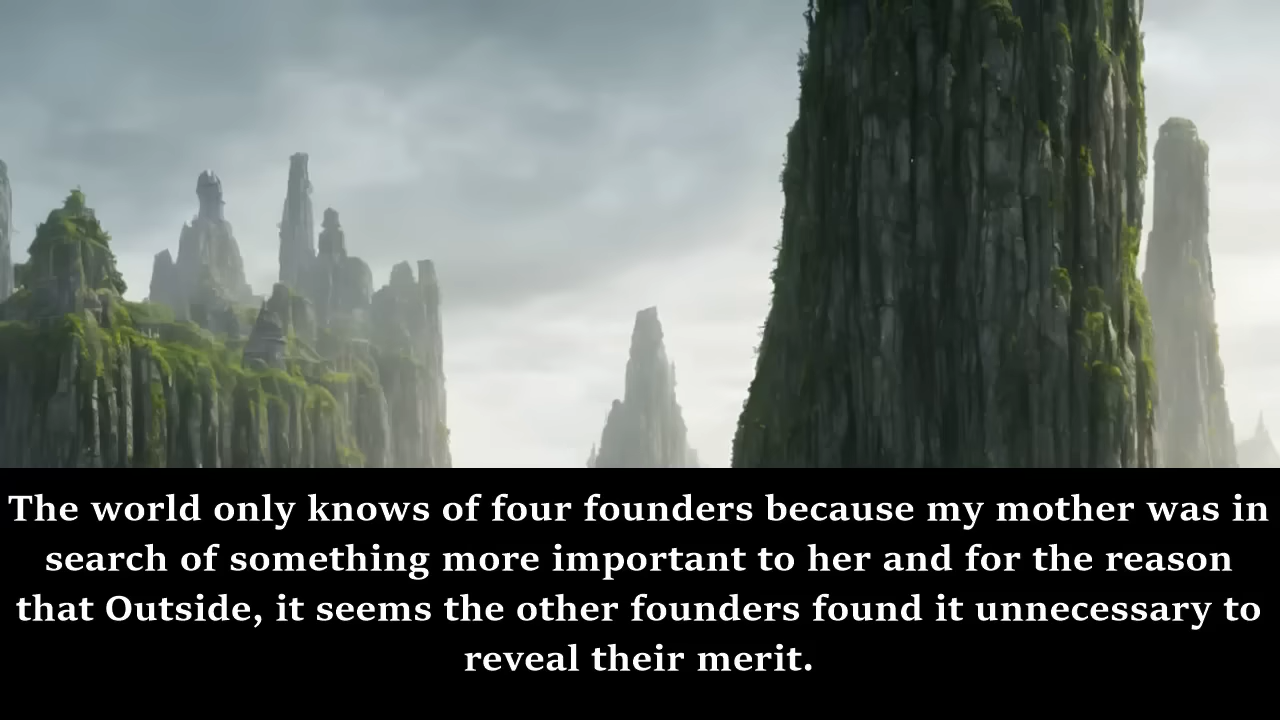 The world only knows of four founders because my mother was in
search of something more important to her and for the reason
that Outside, it seems the other founders found it unnecessary to
reveal their merit.